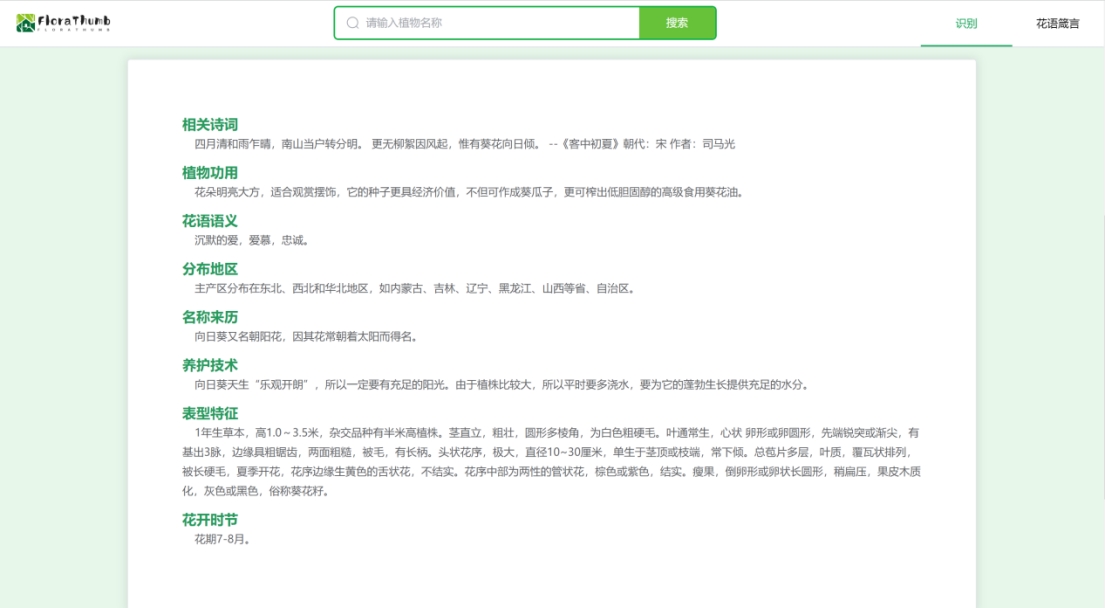 FloraThumb
FLORATHUMB
请输入植物名称
搜索
识别
花语箴言
相关诗词
四月清和雨乍晴，南山当户转分明。 更无柳絮因风起，惟有葵花向日倾。 --《客中初夏》朝代：宋 作者：司马光
植物功用
花朵明亮大方，适合观赏摆饰，它的种子更具经济价值，不但可作成葵瓜子，更可榨出低胆固醇的高级食用葵花油。
花语语义
沉默的爱，爱慕，忠诚。
分布地区
主产区分布在东北、西北和华北地区，如内蒙古、吉林、辽宁、黑龙江、山西等省、自治区。
名称来历
向日葵又名朝阳花，因其花常朝着太阳而得名。
养护技术
向日葵天生“乐观开朗”，所以一定要有充足的阳光。由于植株比较大，所以平时要多浇水，要为它的蓬勃生长提供充足的水分。
表型特征
1年生草本，高1.0～3.5米，杂交品种有半米高植株。茎直立，粗壮，圆形多棱角，为白色粗硬毛。叶通常生，心状 卵形或卵圆形，先端锐突或渐尖，有
基出3脉，边缘具粗锯齿，两面粗糙，被毛，有长柄。头状花序，极大，直径10~30厘米，单生于茎顶或枝端，常下倾。总苞片多层，叶质，覆瓦状排列，
被长硬毛，夏季开花，花序边缘生黄色的舌状花，不结实。花序中部为两性的管状花，棕色或紫色，结实。瘦果，倒卵形或卵状长圆形，稍扁压，果皮木质
化，灰色或黑色，俗称葵花籽。
花开时节
花期7-8月。